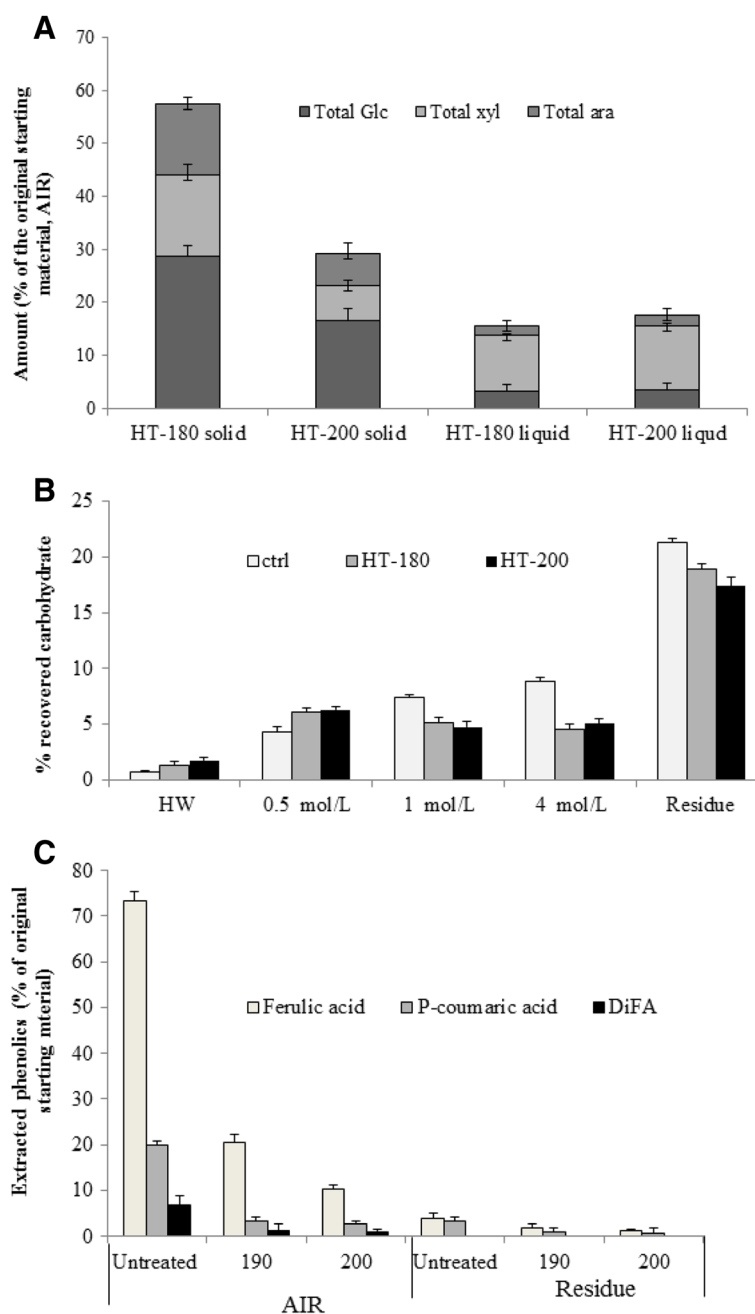 A
Amount (% of the original starting
material, AIR)
70
60
50
40
30
20
10
0
Total Glc Total xyl Total ara
HT-180 solid HT-200 solid HT-180 liquid HT-200 liqud
B
% recovered carbohydrate
25
20
15
10
5
0
ctrl HT-180 HT-200
HW 0.5 mol/L 1 mol/L 4 mol/L Residue
C
Extracted phenolics (% of original
starting mterial)
80
70
60
50
40
30
20
10
0
Ferulic acid P-coumaric acid DiFA
Untreated 190 200 Untreated 190 200
AIR Residue